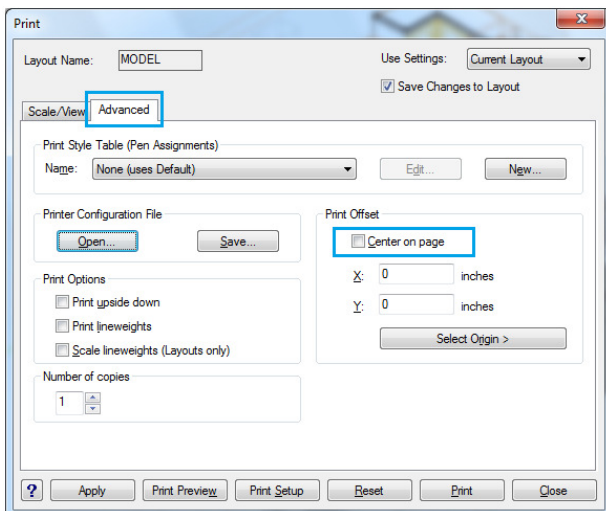 Print
Layout Name: MODEL
Use Settings: Current Layout
Save Changes to Layout
Scale/View Advanced
Print Style Table (Pen Assignments)
Name: None (uses Default) Edit... New...
Printer Configuration File
Open... Save...
Print Offset
Center on page
X: 0 inches
Y: 0 inches
Select Origin >
Print Options
Print upside down
Print lineweights
Scale lineweights (Layouts only)
Number of copies
1
? Apply Print Preview Print Setup Reset Print Close